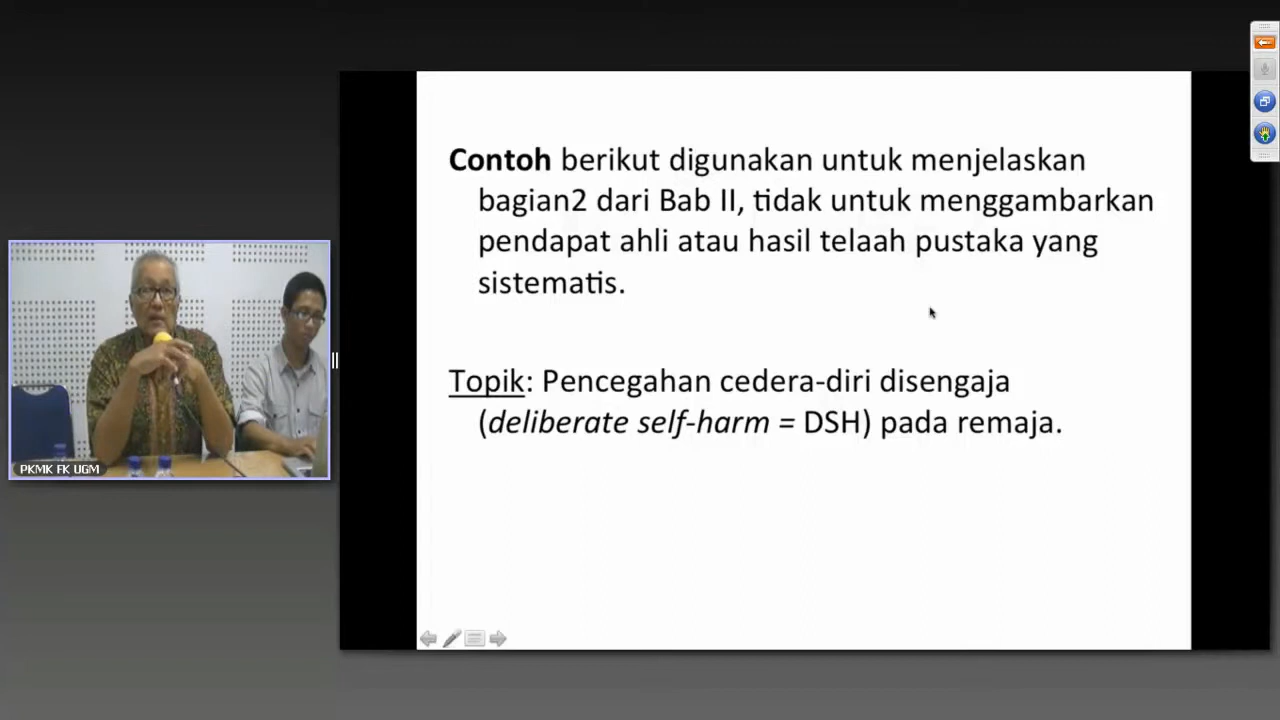 Contoh berikut digunakan untuk menjelaskan
bagian2 dari Bab II, tidak untuk menggambarkan
pendapat ahli atau hasil telaah pustaka yang
sistematis.
Topik: Pencegahan cedera-diri disengaja
(deliberate self-harm = DSH) pada remaja.
PKMK FK UGM